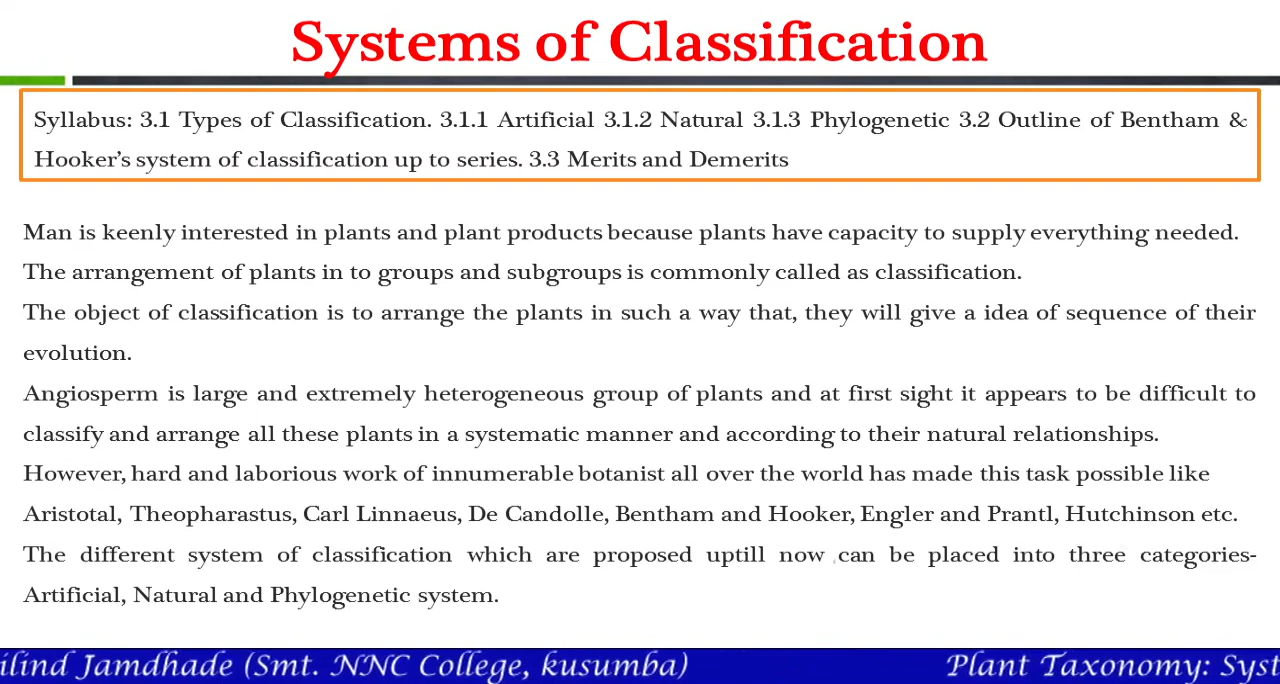 Systems of Classification
Syllabus: 3.1 Types of Classification. 3.1.1 Artificial 3.1.2 Natural 3.1.3 Phylogenetic 3.2 Outline of Bentham &
Hooker's system of classification up to series. 3.3 Merits and Demerits
Man is keenly interested in plants and plant products because plants have capacity to supply everything needed.
The arrangement of plants in to groups and subgroups is commonly called as classification.
The object of classification is to arrange the plants in such a way that, they will give a idea of sequence of their
evolution.
Angiosperm is large and extremely heterogeneous group of plants and at first sight it appears to be difficult to
classify and arrange all these plants in a systematic manner and according to their natural relationships.
However, hard and laborious work of innumerable botanist all over the world has made this task possible like
Aristotal, Theopharastus, Carl Linnaeus, De Candolle, Bentham and Hooker, Engler and Prantl, Hutchinson etc.
The different system of classification which are proposed uptill now can be placed into three categories-
Artificial, Natural and Phylogenetic system.
ilind Jamdhade (Smt. NNC College, kusumba) Plant Taxonomy: Syst